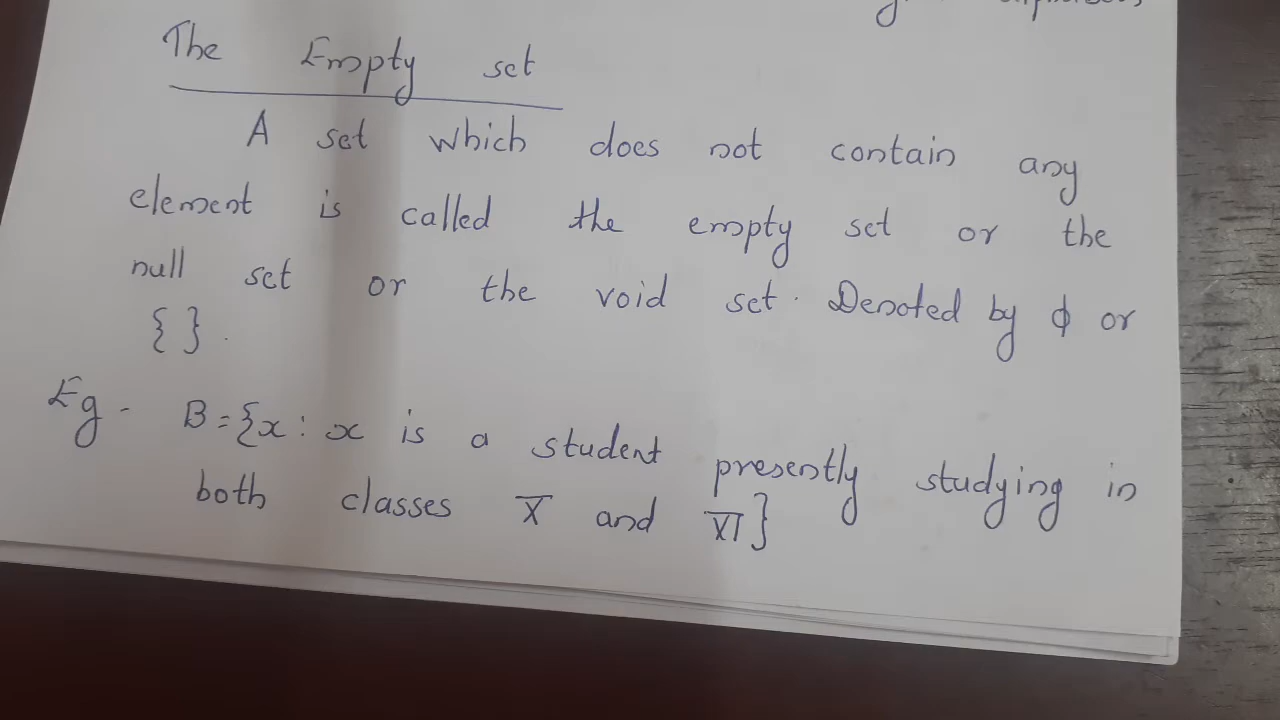 The Empty set
A set which does not contain any
element is called the empty set or the
null set or the void set. Denoted by ϕ or
{ }.
Eg - B={x : x is a student presently studying in
both classes X and XI}